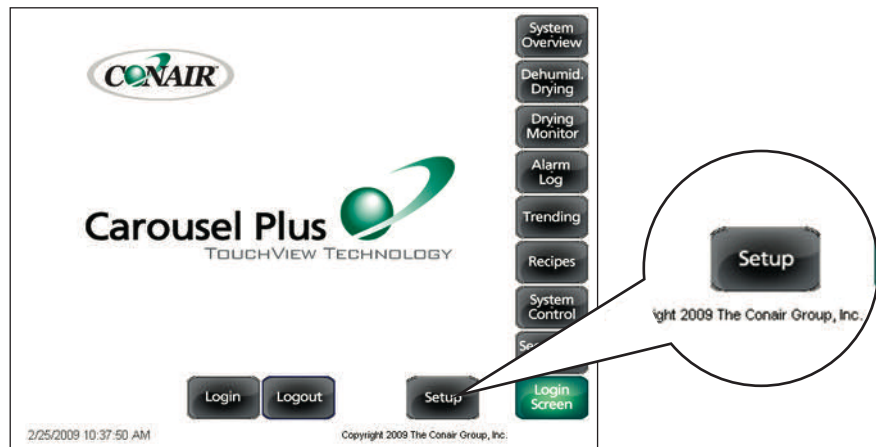 CONAIR
Carousel Plus
TOUCHVIEW TECHNOLOGY
System
Overview
Dehumid.
Drying
Drying
Monitor
Alarm
Log
Trending
Recipes
System
Control
Login
Logout
Setup
Login
Screen
2/25/2009 10:37:50 AM
Copyright 2009 The Conair Group, Inc.
Setup
2009 The Conair Group, Inc.